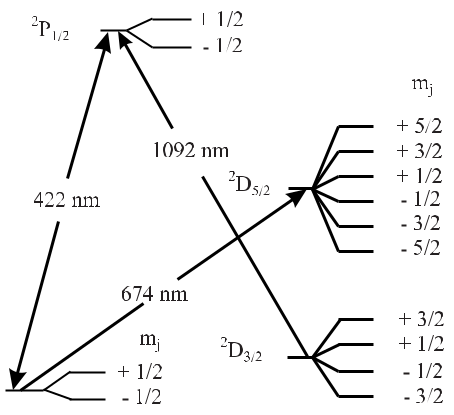 ²P₁/₂
+ 1/2
- 1/2
m_j
+ 5/2
+ 3/2
1092 nm
²D₅/₂
+ 1/2
422 nm
- 1/2
- 3/2
- 5/2
674 nm
m_j
²D₃/₂
+ 3/2
+ 1/2
+ 1/2
- 1/2
- 1/2
- 3/2